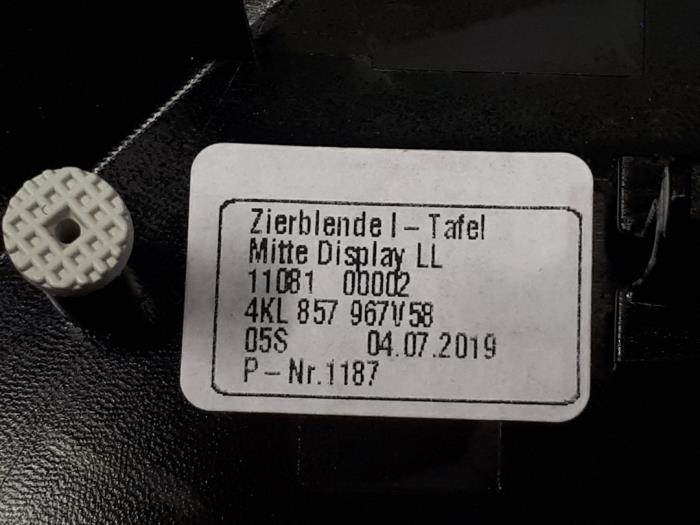 Zierblende I - Tafel
Mitte Display LL
11081 00002
4KL 857 967V58
05S 04.07.2019
P - Nr.1187